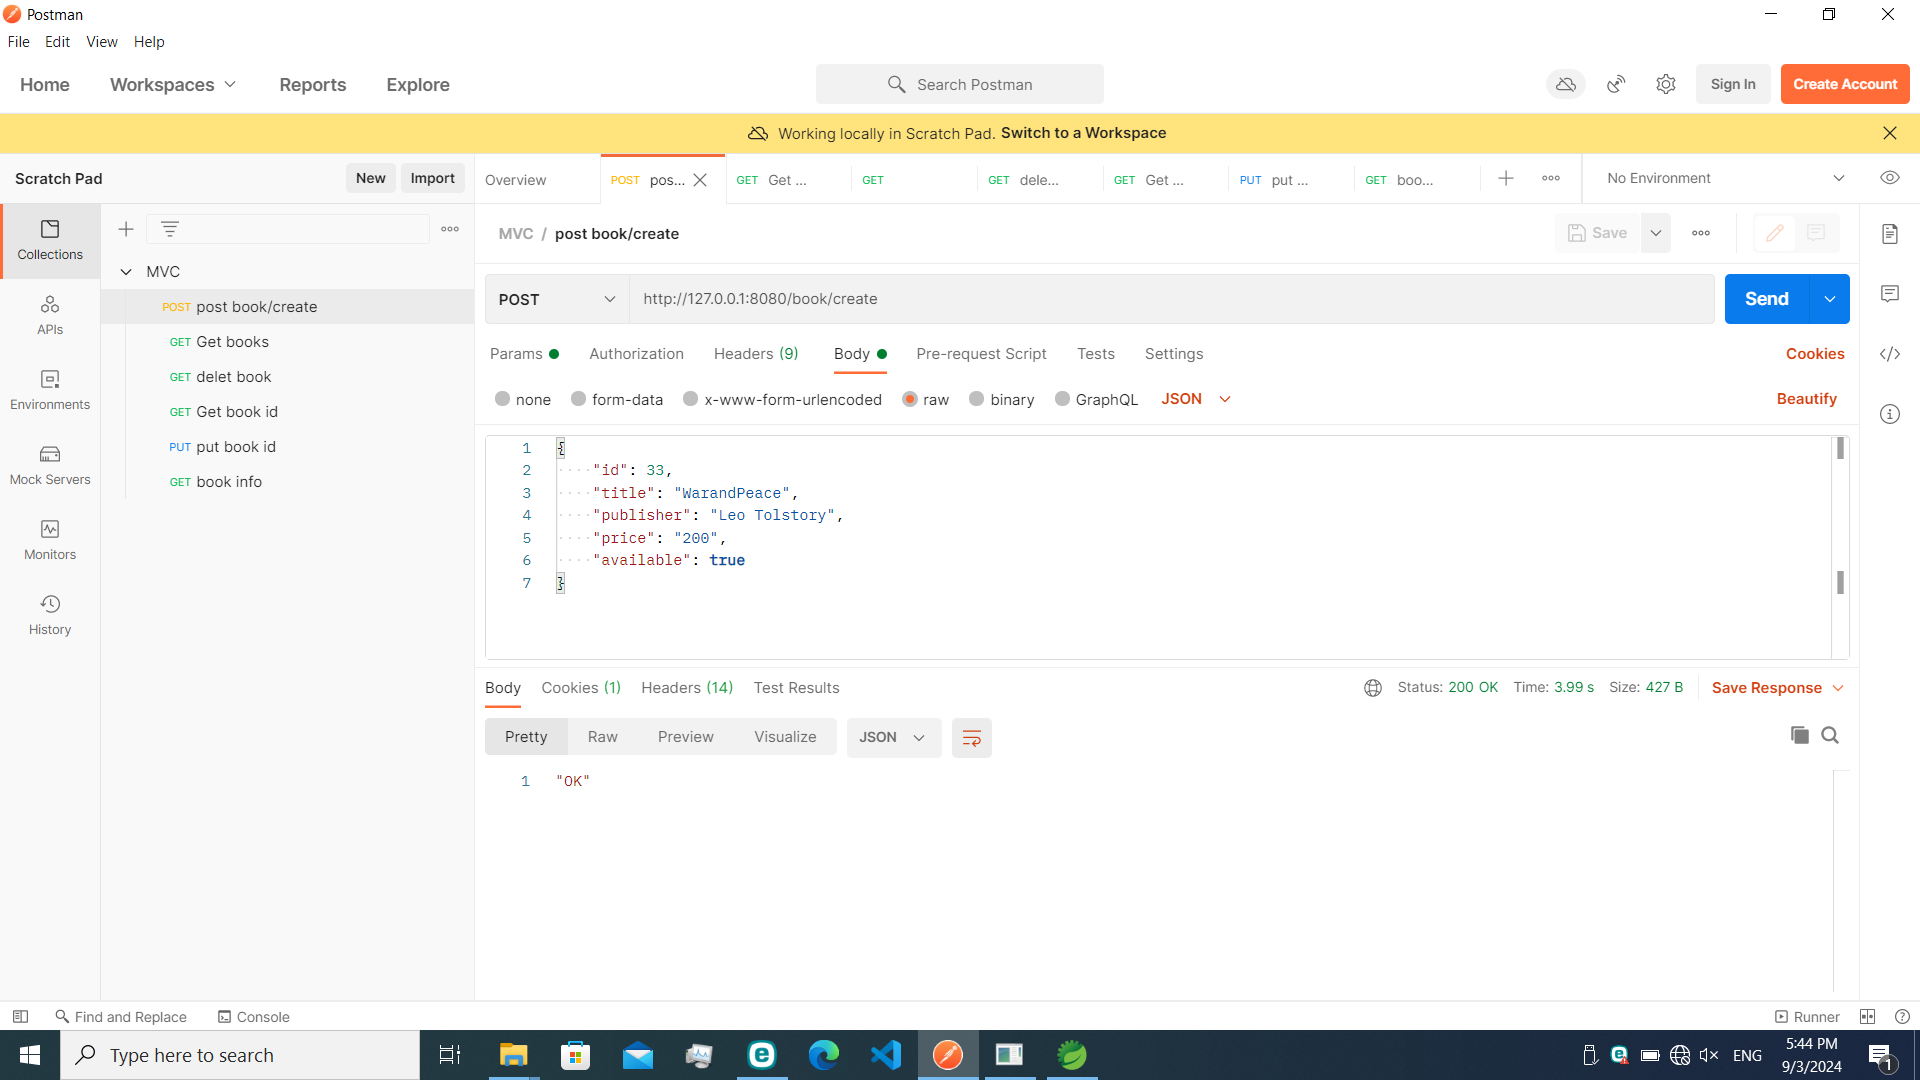 Postman
File Edit View Help
Home Workspaces Reports Explore Search Postman Sign In Create Account
Working locally in Scratch Pad. Switch to a Workspace
Scratch Pad New Import Overview POST pos... GET Get ... GET GET dele... GET Get ... PUT put ... GET boo... No Environment
Collections
APIs
Environments
Mock Servers
Monitors
History
MVC
POST post book/create
GET Get books
GET delet book
GET Get book id
PUT put book id
GET book info
MVC / post book/create Save
POST http://127.0.0.1:8080/book/create Send
Params Authorization Headers (9) Body Pre-request Script Tests Settings Cookies
none form-data x-www-form-urlencoded raw binary GraphQL JSON Beautify
1 {
2 "id": 33,
3 "title": "WarandPeace",
4 "publisher": "Leo Tolstory",
5 "price": "200",
6 "available": true
7 }
Body Cookies (1) Headers (14) Test Results Status: 200 OK Time: 3.99 s Size: 427 B Save Response
Pretty Raw Preview Visualize JSON
1 "OK"
Find and Replace Console Runner
Type here to search ENG 5:44 PM
9/3/2024 1